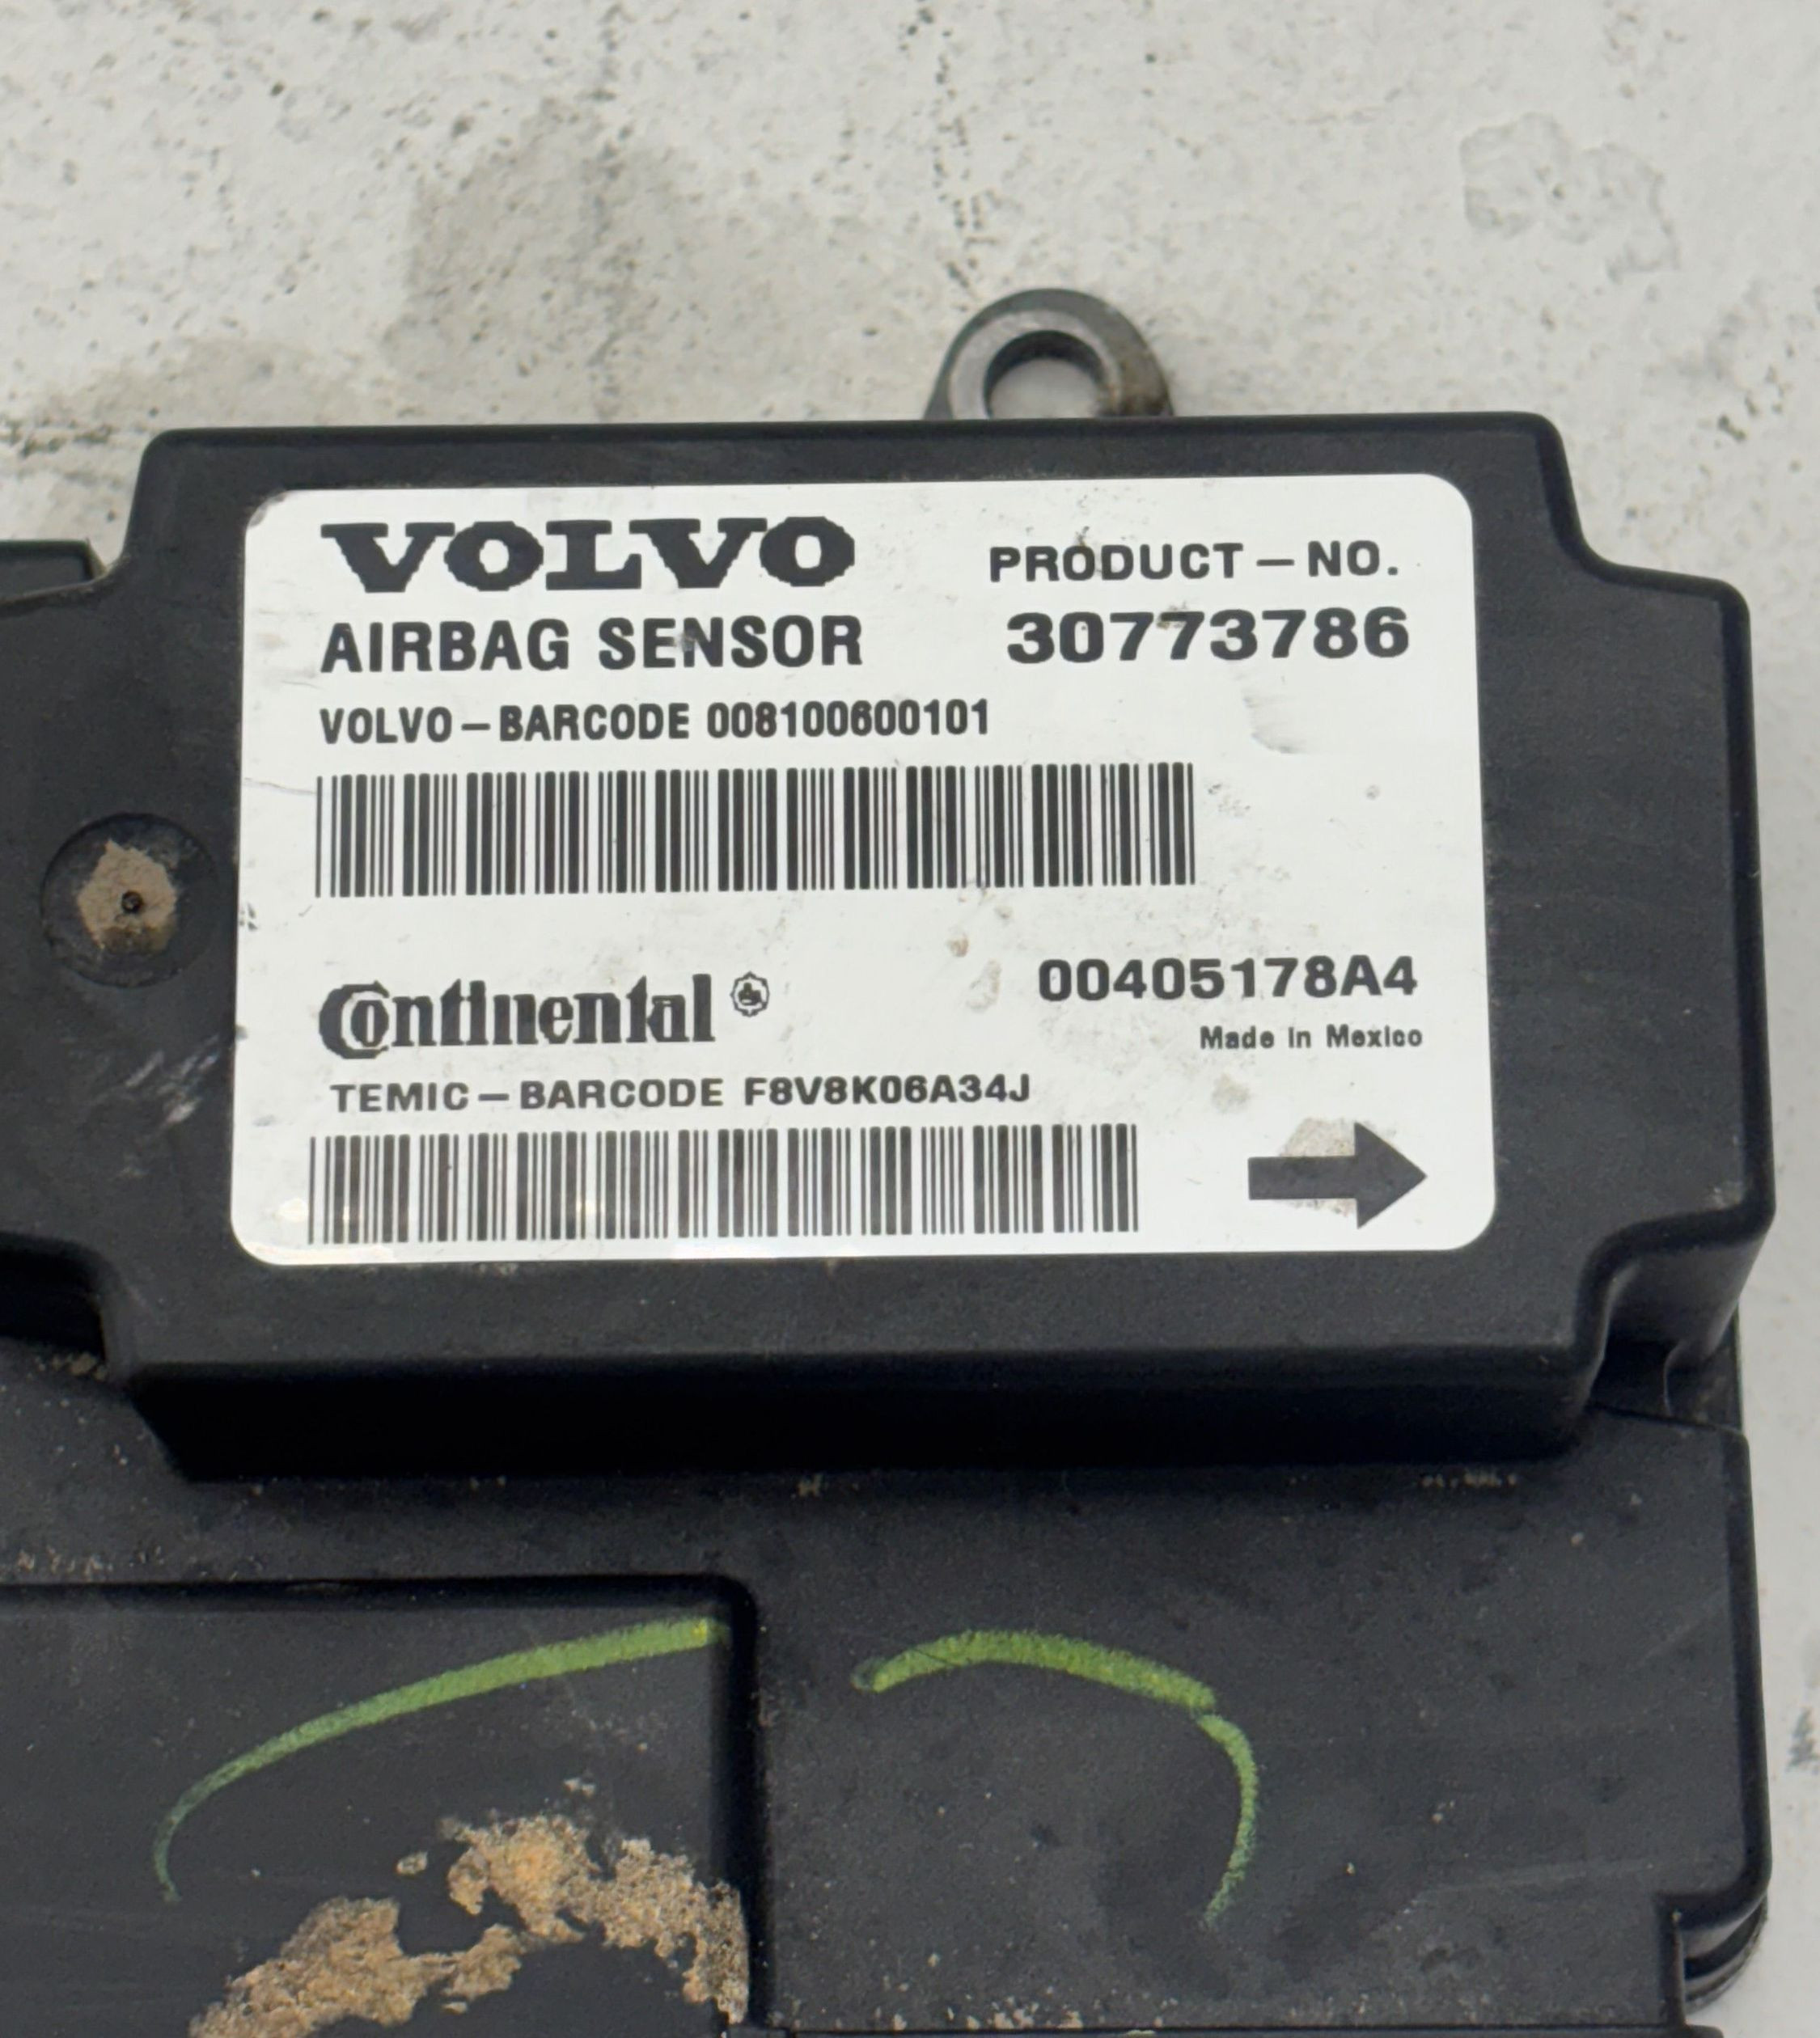 VOLVO
AIRBAG SENSOR
PRODUCT-NO.
30773786
VOLVO-BARCODE 008100600101
Continental
00405178A4
Made in Mexico
TEMIC-BARCODE F8V8K06A34J